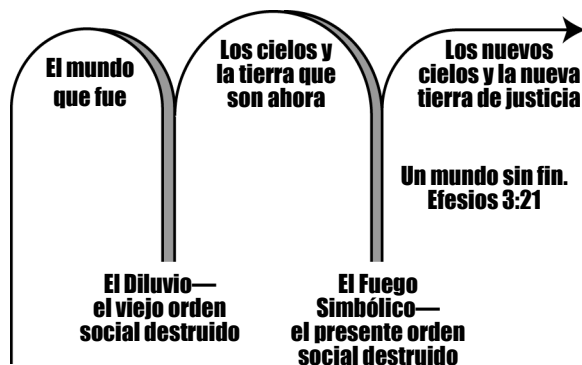 El mundo
que fue
Los cielos y
la tierra que
son ahora
Los nuevos
cielos y la nueva
tierra de justicia
Un mundo sin fin.
Efesios 3:21
El Diluvio—
el viejo orden
social destruido
El Fuego
Simbólico—
el presente orden
social destruido